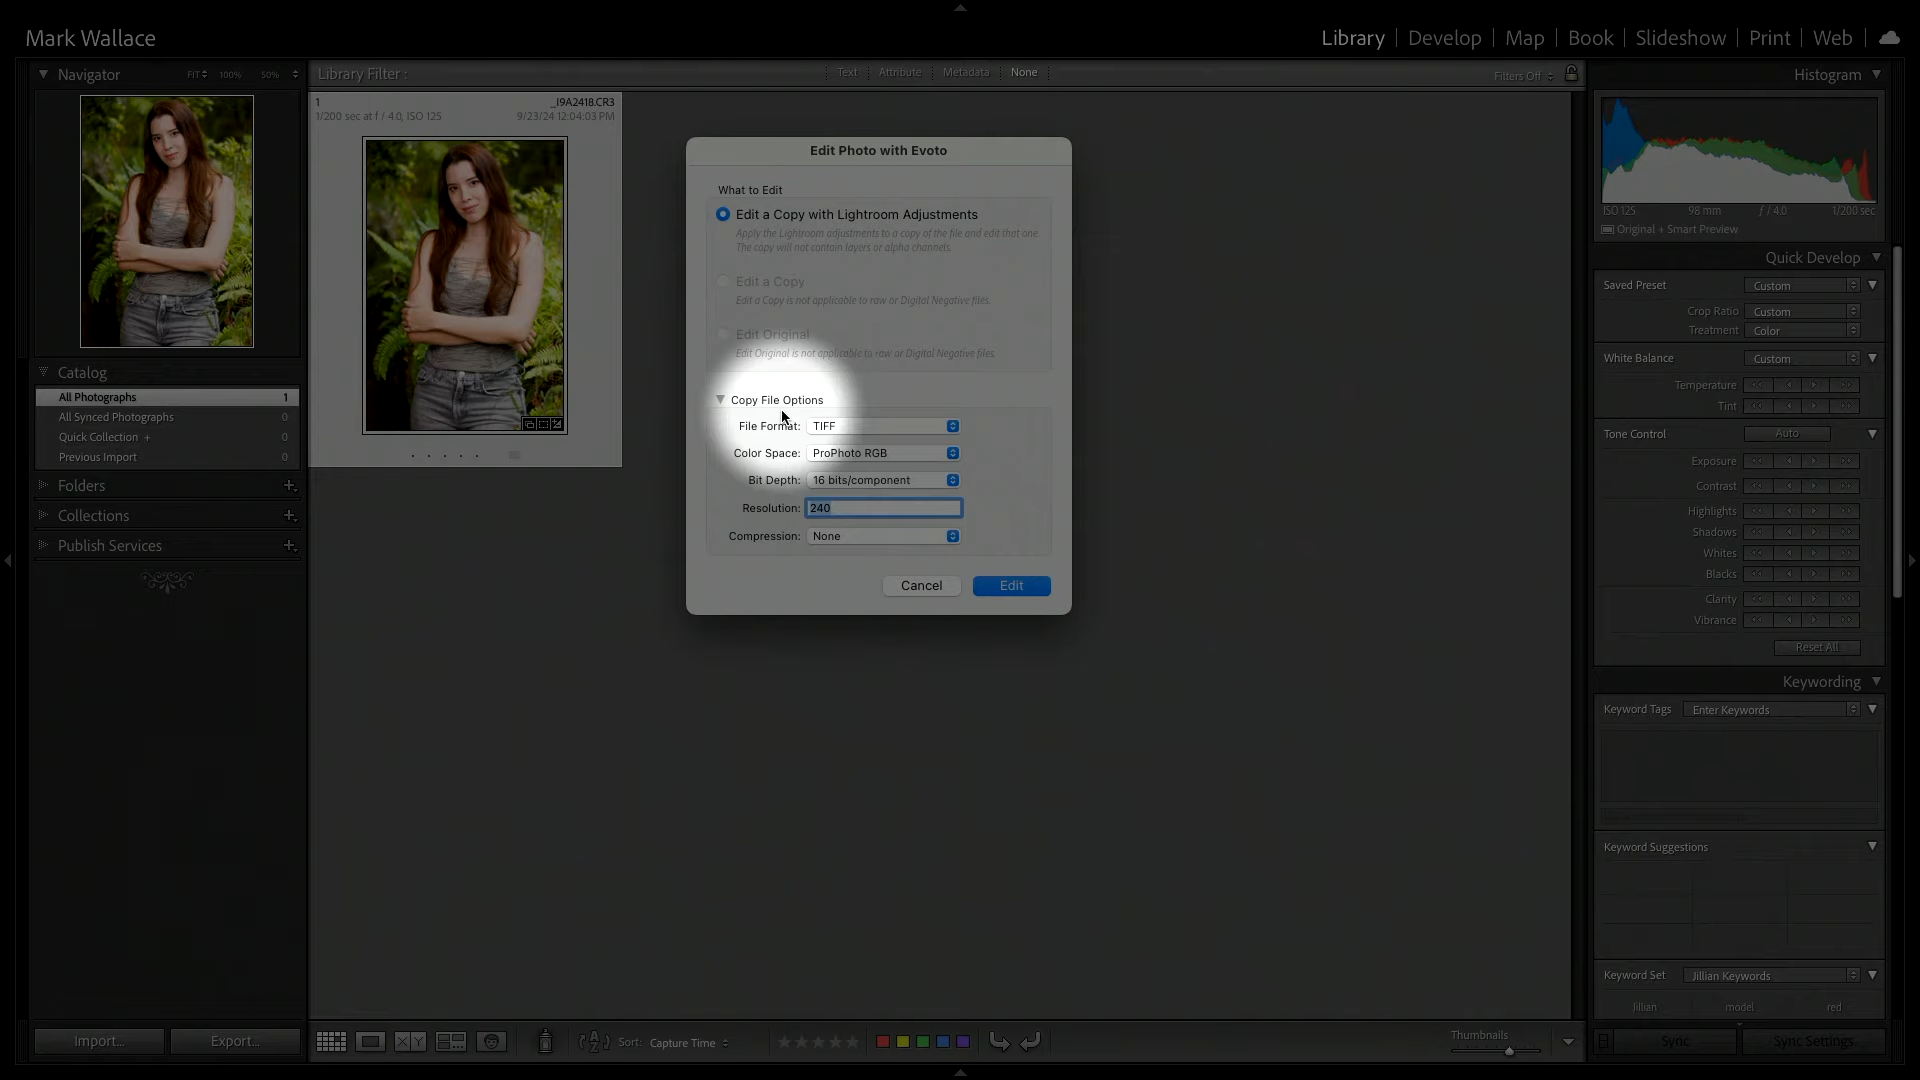 Mark Wallace
Library | Develop | Map | Book | Slideshow | Print | Web
Navigator FIT 100% 50%
Library Filter : Text Attribute Metadata None Filters Off
Histogram
1 _I9A2418.CR3
1/200 sec at f / 4.0, ISO 125 9/23/24 12:04:03 PM
ISO 125 98 mm f / 4.0 1/200 sec
Original + Smart Preview
Edit Photo with Evoto
What to Edit
Edit a Copy with Lightroom Adjustments
Apply the Lightroom adjustments to a copy of the file and edit that one.
The copy will not contain layers or alpha channels.
Edit a Copy
Edit a Copy is not applicable to raw or Digital Negative files.
Edit Original
Edit Original is not applicable to raw or Digital Negative files.
Copy File Options
File Format: TIFF
Color Space: ProPhoto RGB
Bit Depth: 16 bits/component
Resolution: 240
Compression: None
Cancel Edit
Catalog
All Photographs 1
All Synced Photographs 0
Quick Collection + 0
Previous Import 0
Folders
Collections
Publish Services
Quick Develop
Saved Preset Custom
Crop Ratio Custom
Treatment Color
White Balance Custom
Temperature
Tint
Tone Control Auto
Exposure
Contrast
Highlights
Shadows
Whites
Blacks
Clarity
Vibrance
Reset All
Keywording
Keyword Tags Enter Keywords
Keyword Suggestions
Keyword Set Jillian Keywords
Jillian model red
Import... Export...
XY
Sort: Capture Time
Thumbnails
Sync Sync Settings